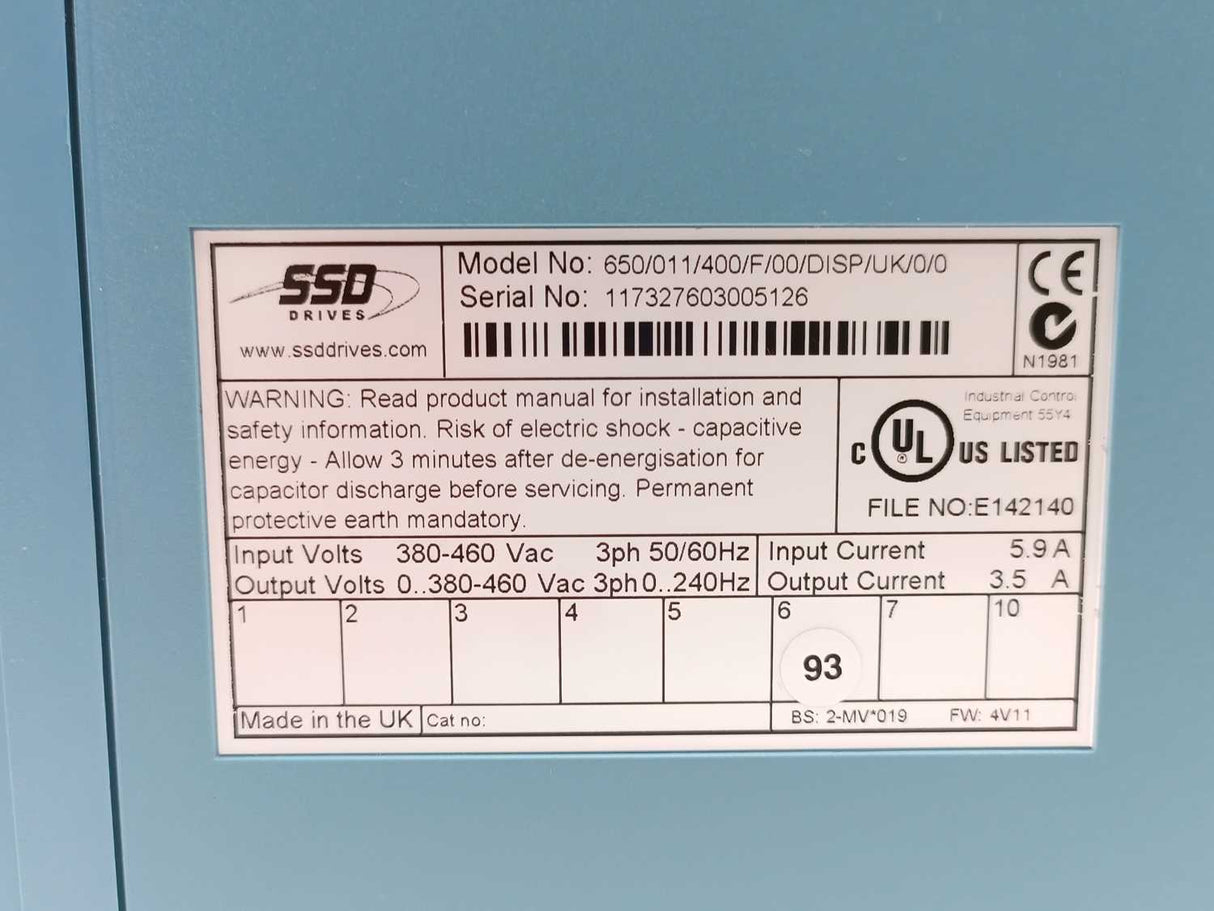 SSD
DRIVES
www.ssddrives.com
Model No: 650/011/400/F/00/DISP/UK/0/0
Serial No: 117327603005126
CE
N1981
WARNING: Read product manual for installation and
safety information. Risk of electric shock - capacitive
energy - Allow 3 minutes after de-energisation for
capacitor discharge before servicing. Permanent
protective earth mandatory.
Industrial Control
Equipment 55Y4
C UL ® US LISTED
FILE NO:E142140
Input Volts 380-460 Vac 3ph 50/60Hz
Output Volts 0..380-460 Vac 3ph 0..240Hz
Input Current 5.9 A
Output Current 3.5 A
1 2 3 4 5 6 7 10
93
Made in the UK
Cat no:
BS: 2-MV*019 FW: 4V11